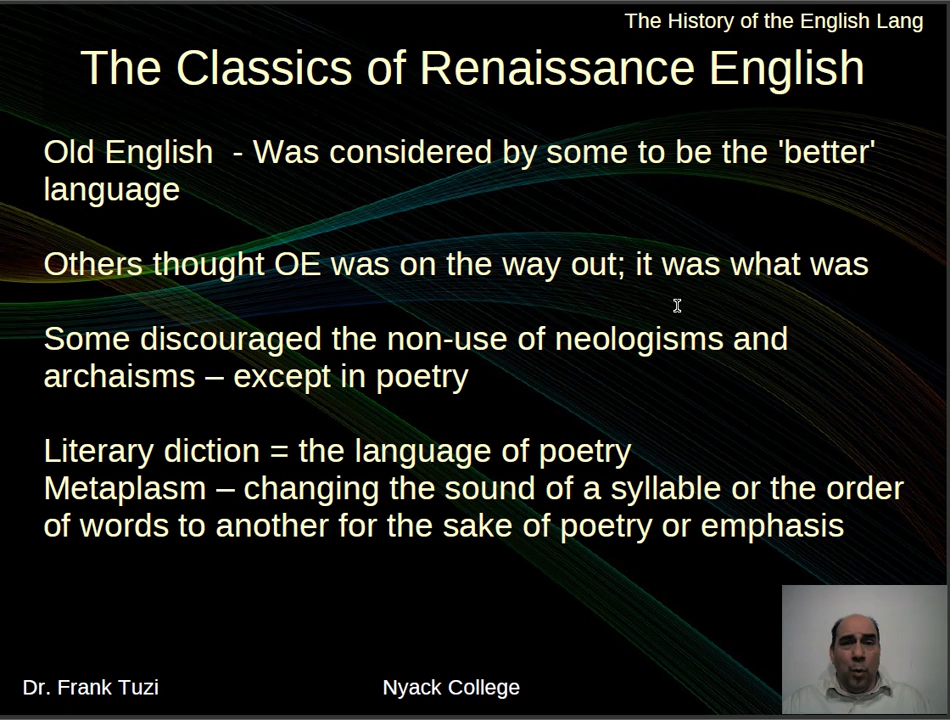 The History of the English Lang
The Classics of Renaissance English
Old English  - Was considered by some to be the 'better'
language
Others thought OE was on the way out; it was what was
Some discouraged the non-use of neologisms and
archaisms – except in poetry
Literary diction = the language of poetry
Metaplasm – changing the sound of a syllable or the order
of words to another for the sake of poetry or emphasis
Dr. Frank Tuzi
Nyack College